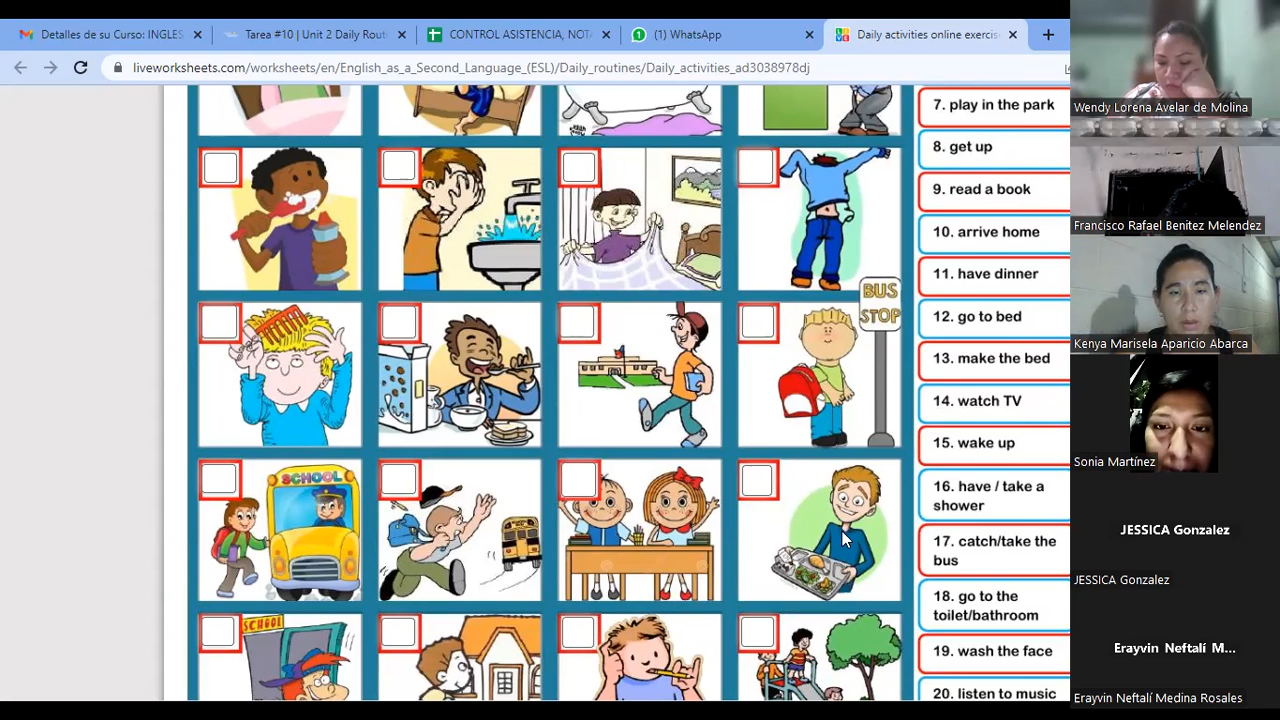 Detalles de su Curso: INGLES
Tarea #10 | Unit 2 Daily Rout
CONTROL ASISTENCIA, NOTA
(1) WhatsApp
Daily activities online exercis
liveworksheets.com/worksheets/en/English_as_a_Second_Language_(ESL)/Daily_routines/Daily_activities_ad3038978dj
7. play in the park
8. get up
9. read a book
10. arrive home
11. have dinner
12. go to bed
13. make the bed
14. watch TV
15. wake up
16. have / take a
shower
17. catch/take the
bus
18. go to the
toilet/bathroom
19. wash the face
20. listen to music
BUS
STOP
SCHOOL
SCHOOL
Wendy Lorena Avelar de Molina
Francisco Rafael Benitez Melendez
Kenya Marisela Aparicio Abarca
Sonia Martínez
JESSICA Gonzalez
JESSICA Gonzalez
Erayvin Neftalí M...
Erayvin Neftalí Medina Rosales